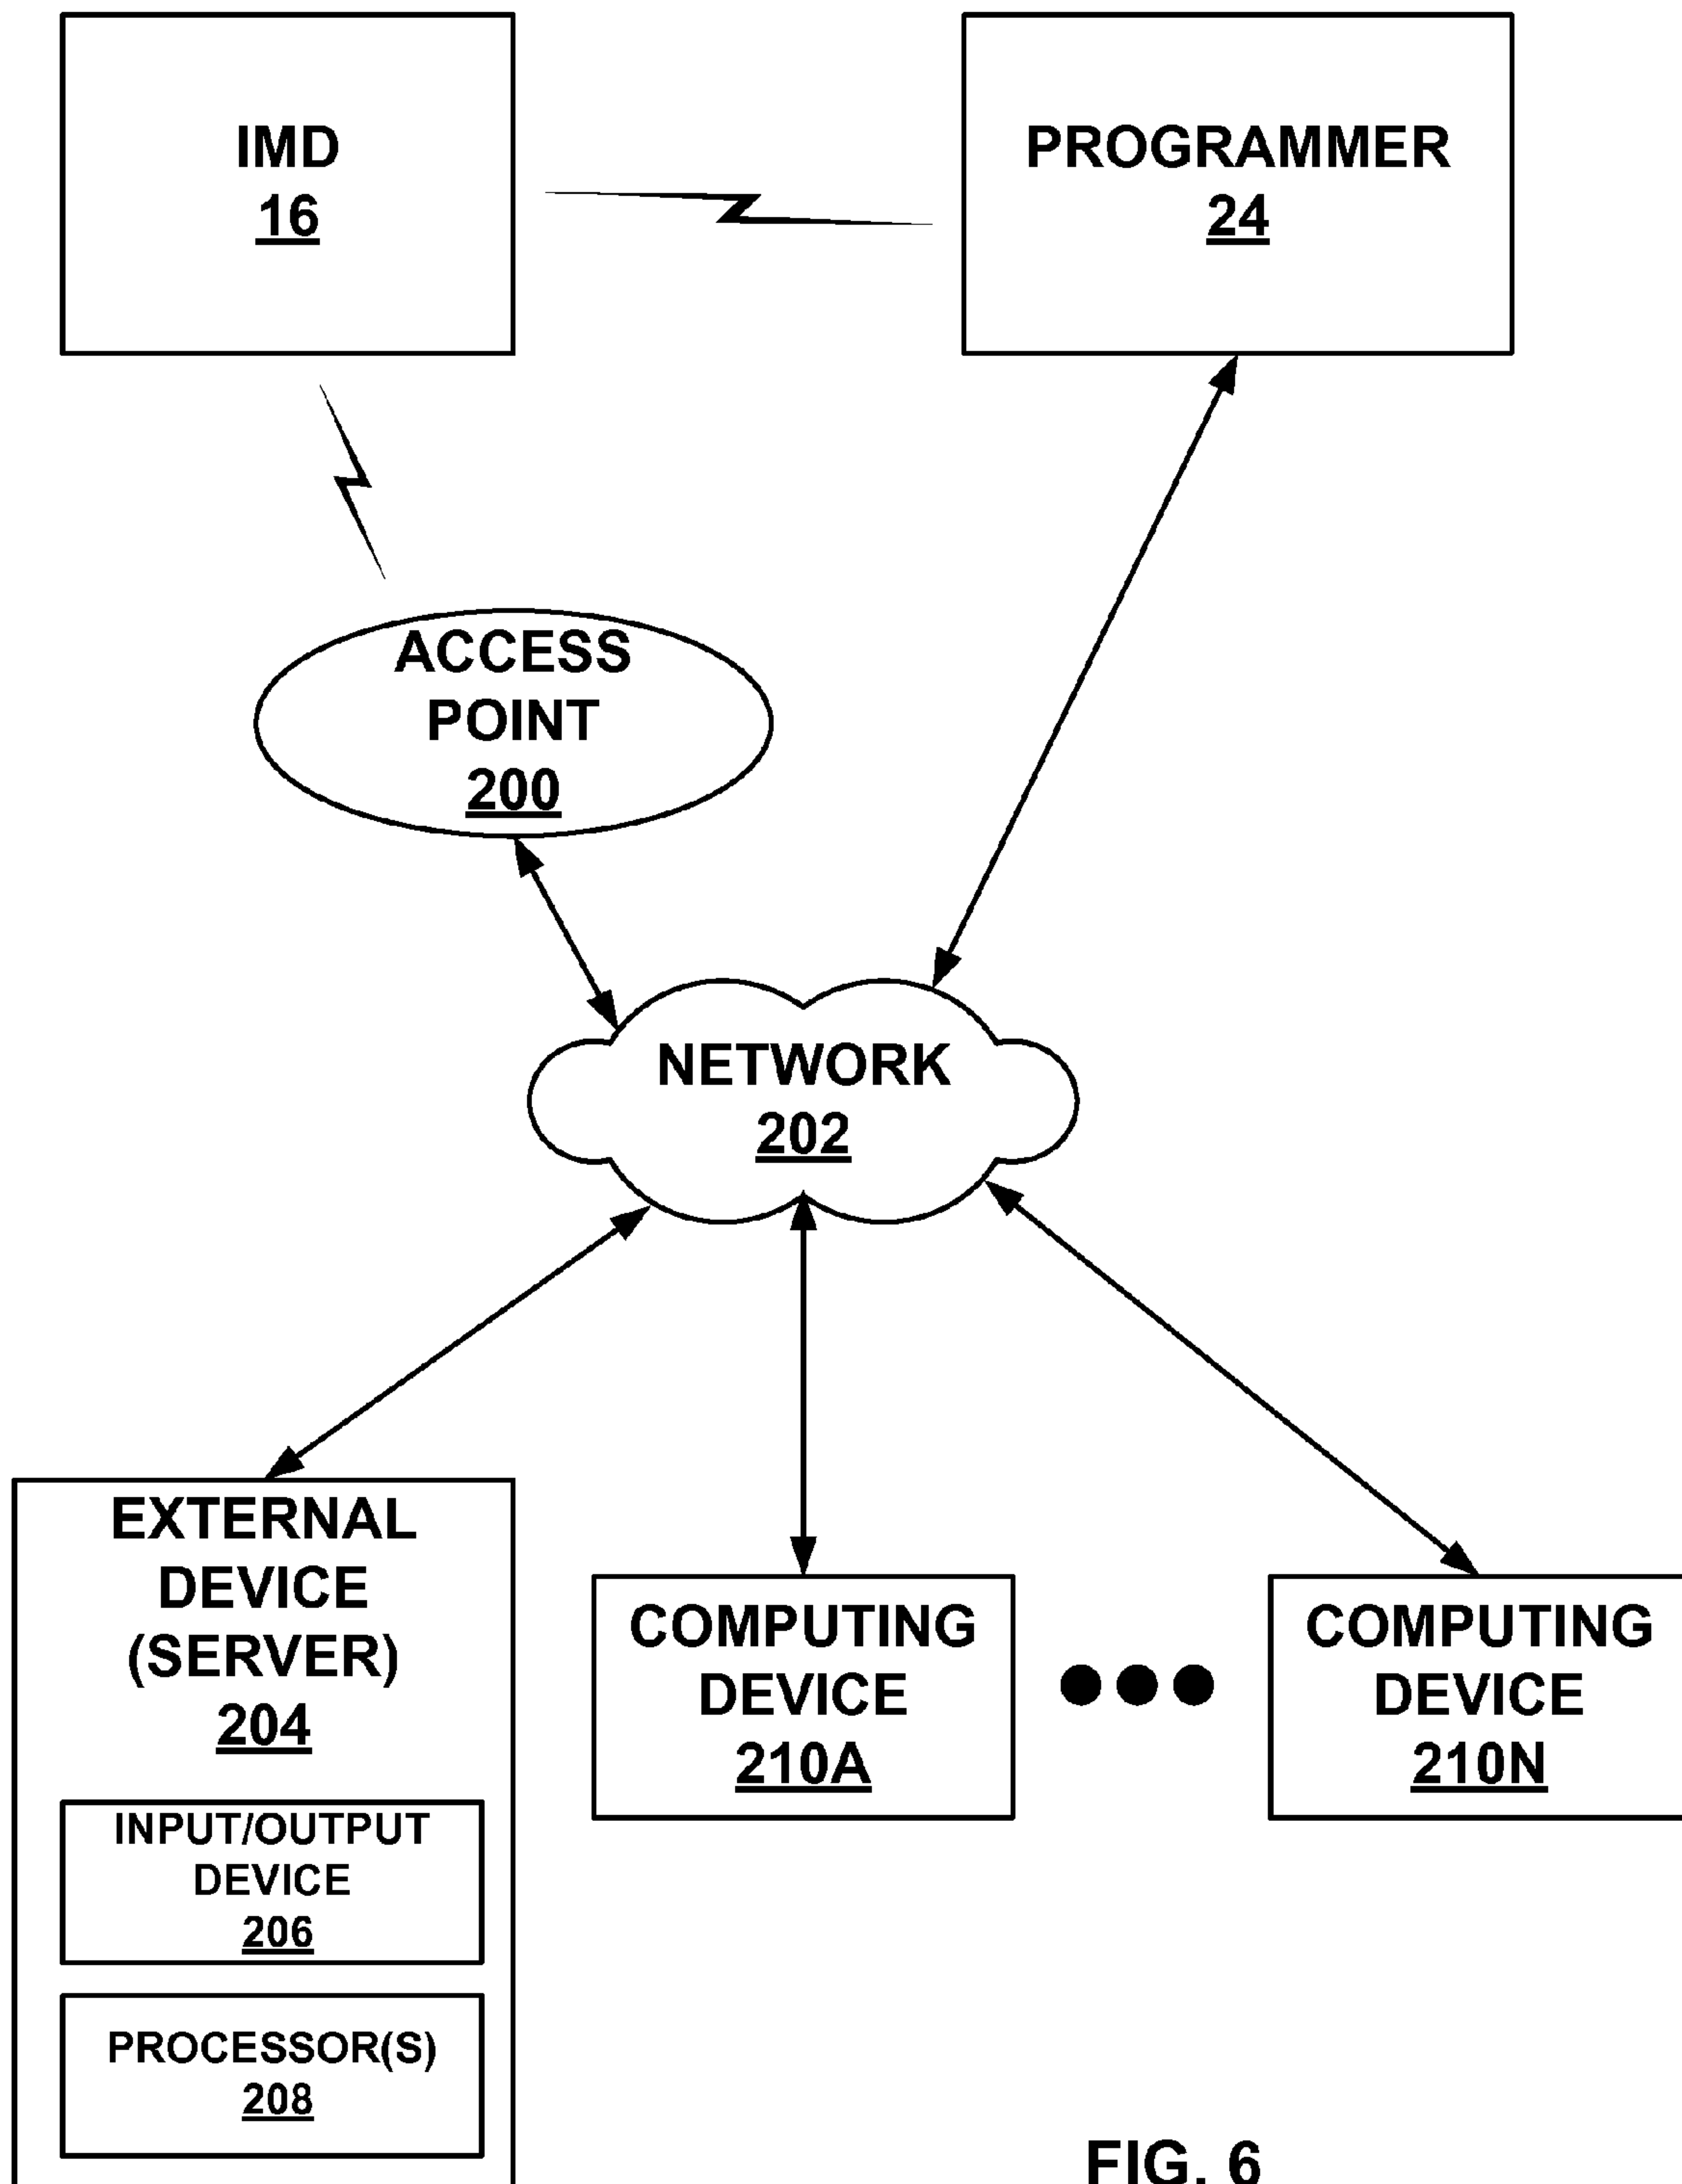 IMD
16
PROGRAMMER
24
ACCESS
POINT
200
NETWORK
202
EXTERNAL
DEVICE
(SERVER)
204
INPUT/OUTPUT
DEVICE
206
PROCESSOR(S)
208
COMPUTING
DEVICE
210A
COMPUTING
DEVICE
210N
FIG. 6